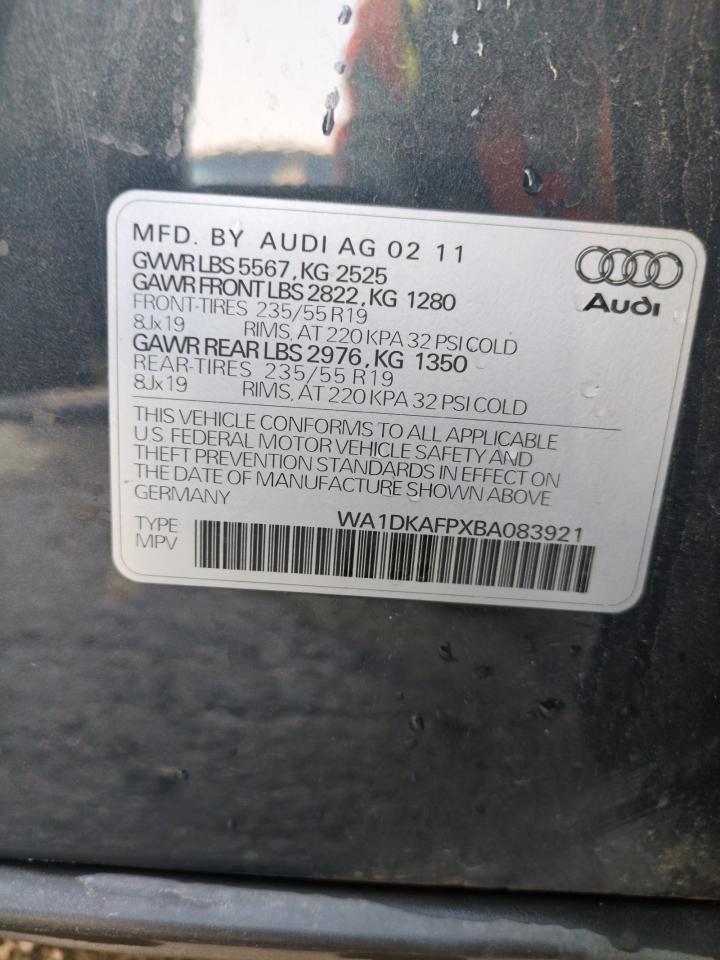 MFD. BY AUDI AG 02 11
GVWR LBS 5567, KG 2525
GAWR FRONT LBS 2822, KG 1280
FRONT-TIRES 235/55 R19
8Jx19 RIMS, AT 220 KPA 32 PSI COLD
GAWR REAR LBS 2976, KG 1350
REAR-TIRES 235/55 R19
8Jx19 RIMS, AT 220 KPA 32 PSI COLD
Audi
THIS VEHICLE CONFORMS TO ALL APPLICABLE
U.S. FEDERAL MOTOR VEHICLE SAFETY AND
THEFT PREVENTION STANDARDS IN EFFECT ON
THE DATE OF MANUFACTURE SHOWN ABOVE.
GERMANY
WA1DKAFPXBA083921
TYPE
MPV